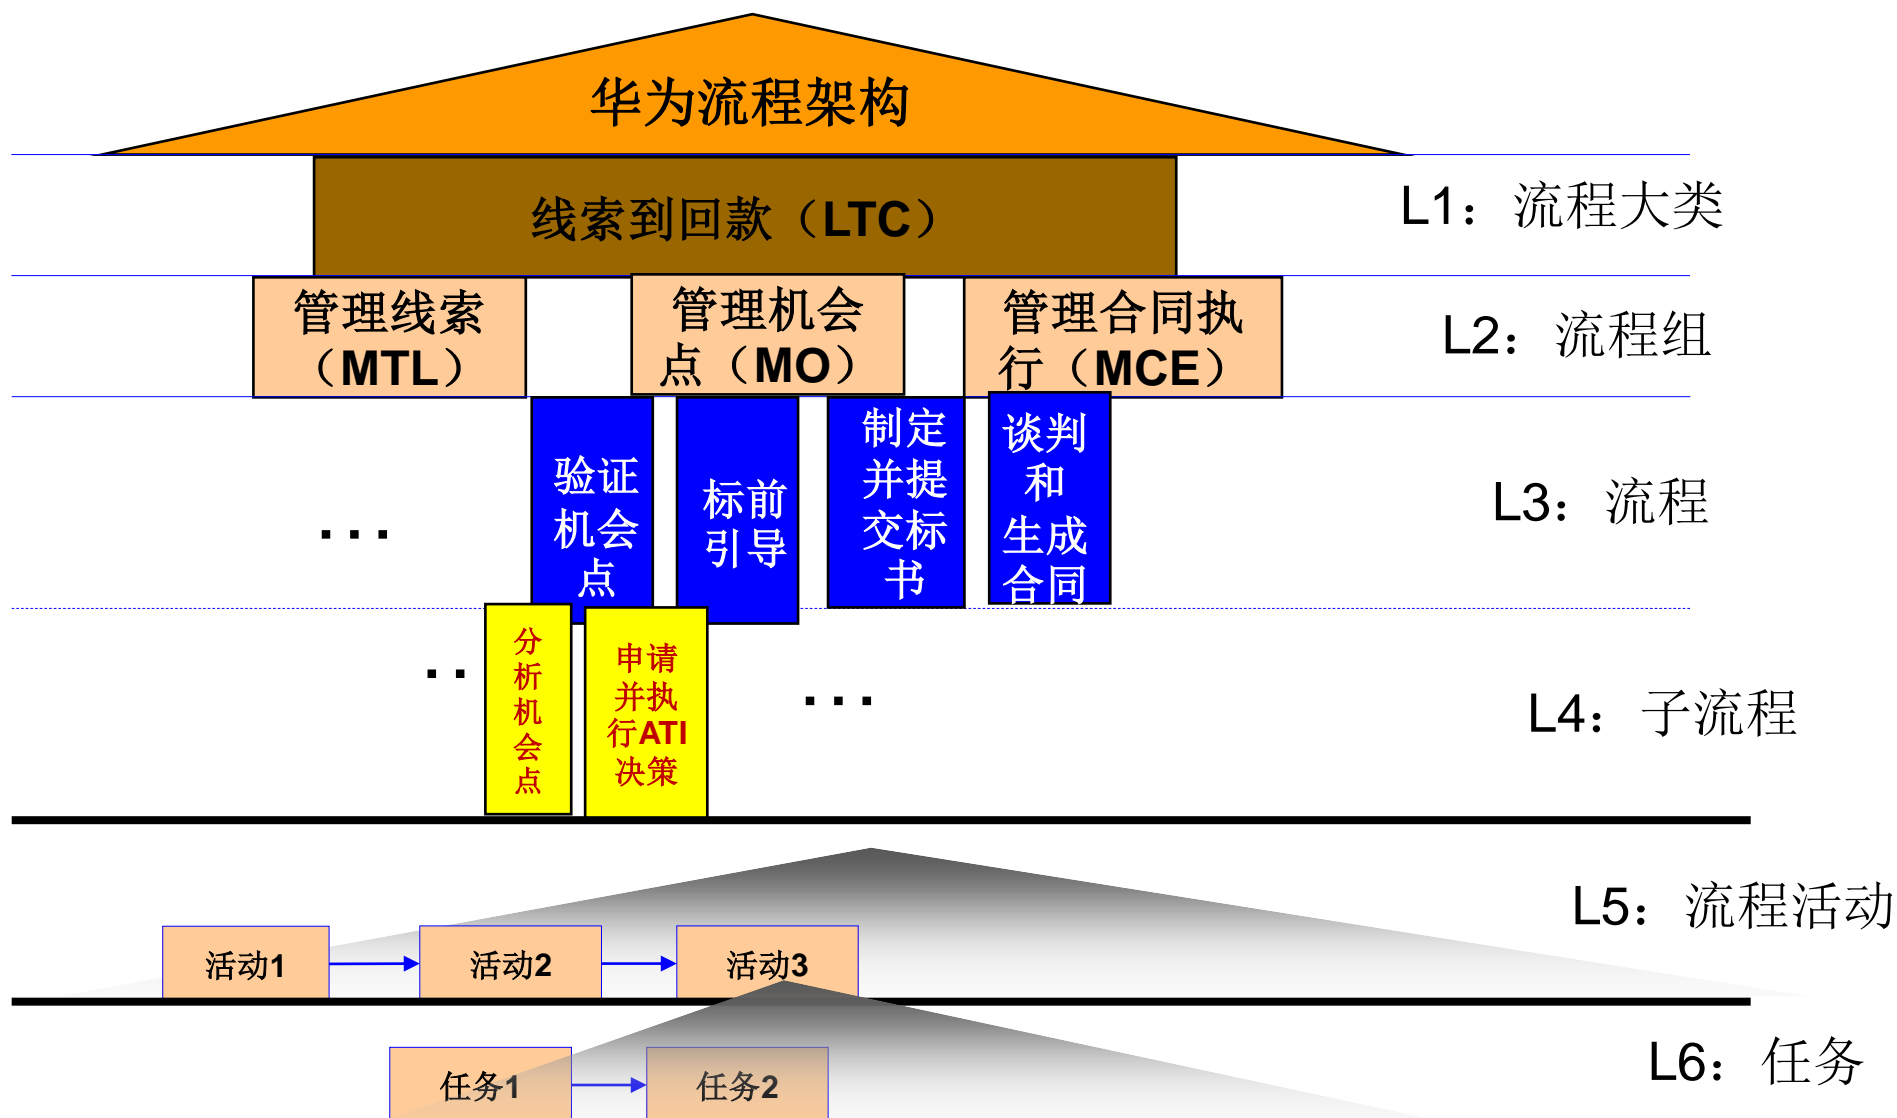 华为流程架构
线索到回款（LTC）
L1：流程大类
管理线索
（MTL）
管理机会
点（MO）
管理合同执
行（MCE）
L2：流程组
...
验证
机会
点
标前
引导
制定
并提
交标
书
谈判
和
生成
合同
L3：流程
..
分
析
机
会
点
申请
并执
行ATI
决策
...
L4：子流程
L5：流程活动
活动1
活动2
活动3
L6：任务
任务1
任务2